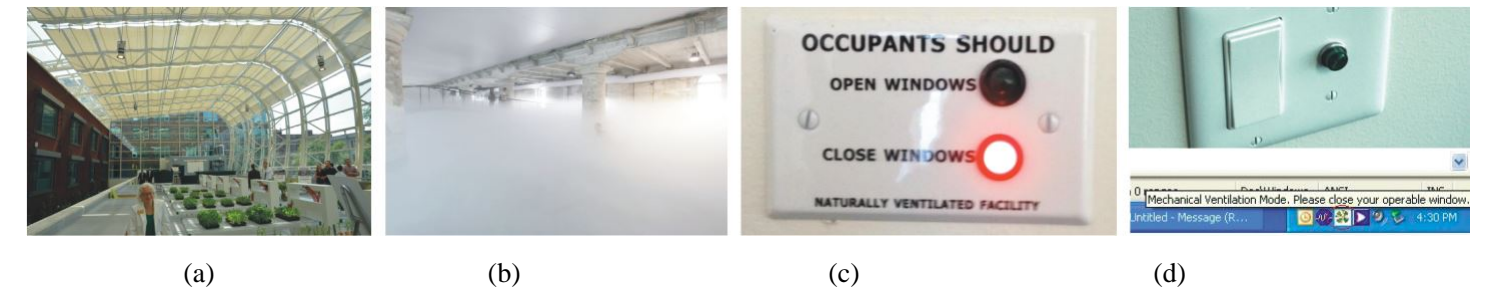 OCCUPANTS SHOULD
OPEN WINDOWS
CLOSE WINDOWS
NATURALLY VENTILATED FACILITY
Mechanical Ventilation Mode. Please close your operable window.
Untitled - Message (R...
4:30 PM
(a) (b) (c) (d)